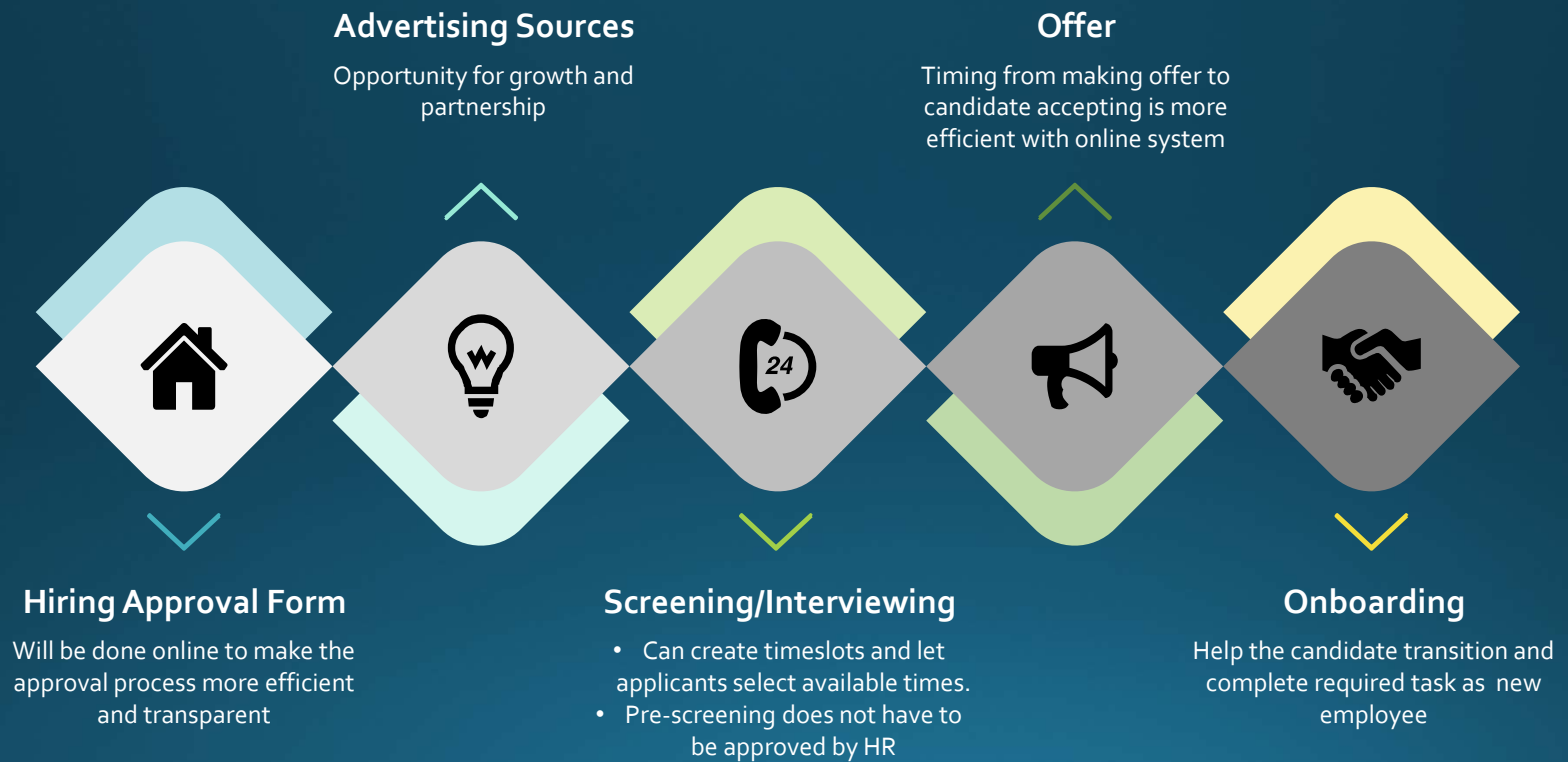 Advertising Sources
Opportunity for growth and
partnership
Offer
Timing from making offer to
candidate accepting is more
efficient with online system
24
Hiring Approval Form
Will be done online to make the
approval process more efficient
and transparent
Screening/Interviewing
• Can create timeslots and let
applicants select available times.
• Pre-screening does not have to
be approved by HR
Onboarding
Help the candidate transition and
complete required task as  new
employee